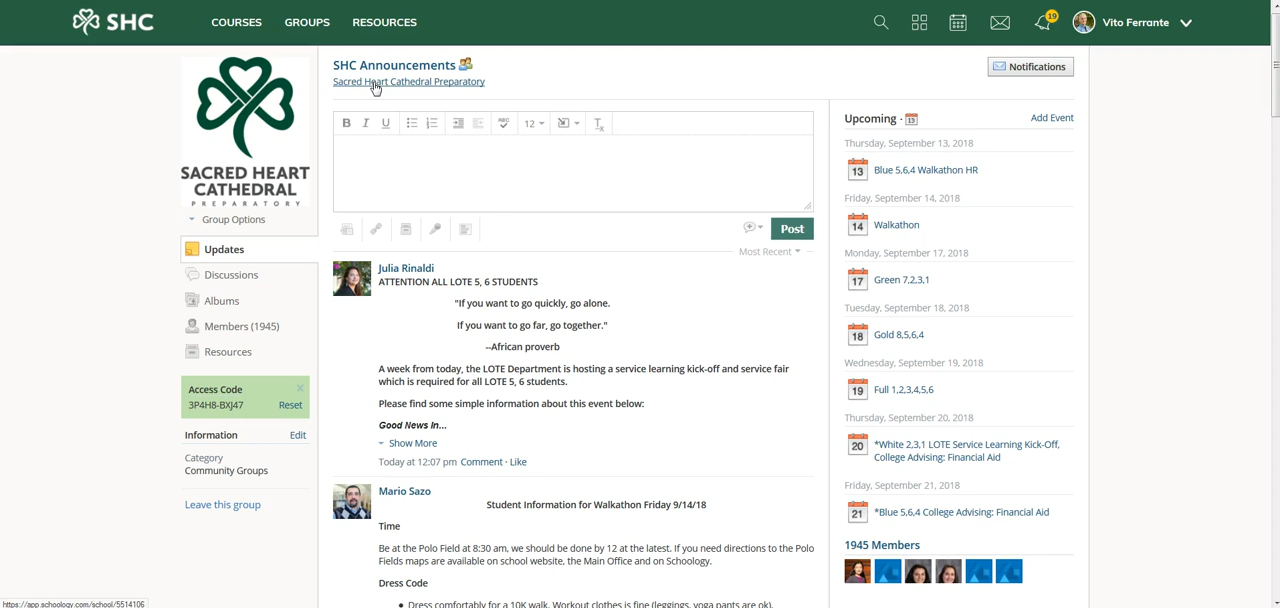 SHC
COURSES
GROUPS
RESOURCES
19
Vito Ferrante
SACRED HEART
CATHEDRAL
PREPARATORY
Group Options
Updates
Discussions
Albums
Members (1945)
Resources
Access Code
3P4H8-BXJ47
Reset
Information
Edit
Category
Community Groups
Leave this group
SHC Announcements
Sacred Heart Cathedral Preparatory
Notifications
B I U ABC 12 Tx
Post
Most Recent
Julia Rinaldi
ATTENTION ALL LOTE 5, 6 STUDENTS
"If you want to go quickly, go alone.
If you want to go far, go together."
--African proverb
A week from today, the LOTE Department is hosting a service learning kick-off and service fair
which is required for all LOTE 5, 6 students.
Please find some simple information about this event below:
Good News In...
Show More
Today at 12:07 pm Comment · Like
Mario Sazo
Student Information for Walkathon Friday 9/14/18
Time
Be at the Polo Field at 8:30 am, we should be done by 12 at the latest. If you need directions to the Polo
Fields maps are available on school website, the Main Office and on Schoology.
Dress Code
• Dress comfortably for a 10K walk. Workout clothes is fine (leggings, yoga pants are ok).
Upcoming · 13
Add Event
Thursday, September 13, 2018
13 Blue 5,6,4 Walkathon HR
Friday, September 14, 2018
14 Walkathon
Monday, September 17, 2018
17 Green 7,2,3,1
Tuesday, September 18, 2018
18 Gold 8,5,6,4
Wednesday, September 19, 2018
19 Full 1,2,3,4,5,6
Thursday, September 20, 2018
20 *White 2,3,1 LOTE Service Learning Kick-Off,
College Advising: Financial Aid
Friday, September 21, 2018
21 *Blue 5,6,4 College Advising: Financial Aid
1945 Members
https://app.schoology.com/school/5514106